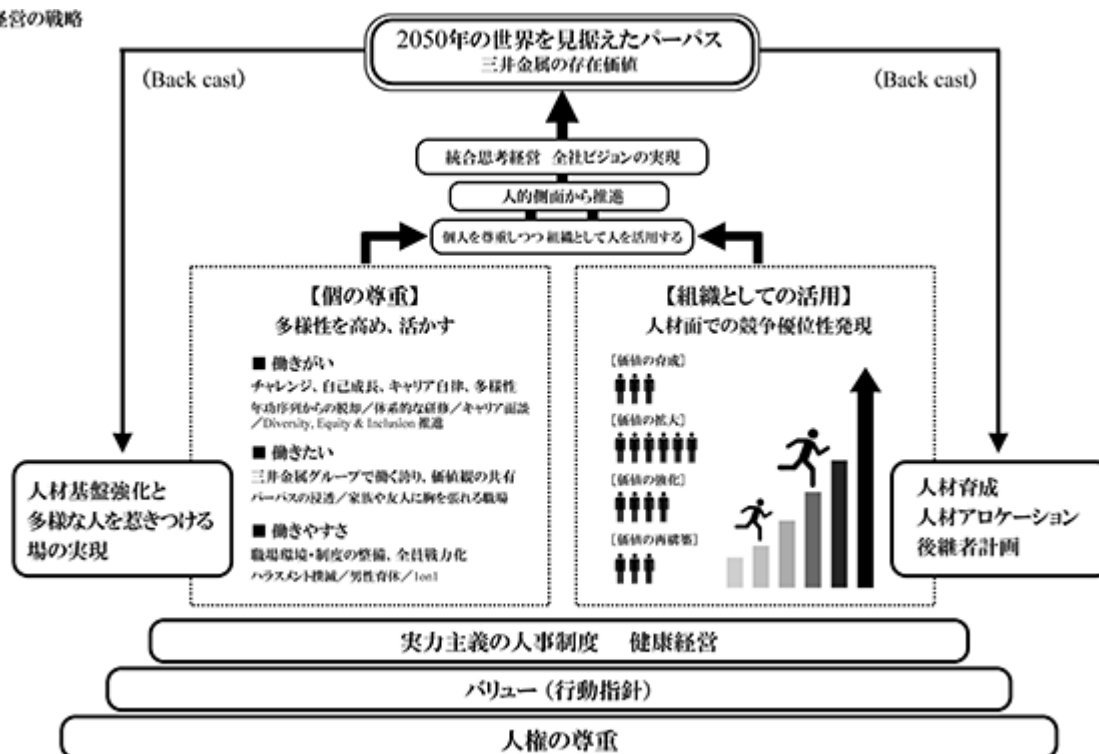 経営の戦略
2050年の世界を見据えたパーパス
三井金属の存在価値
(Back cast)
(Back cast)
統合思考経営 全社ビジョンの実現
人的側面から推進
個人を尊重しつつ組織として人を活用する
【個の尊重】
多様性を高め、活かす
■ 働きがい
チャレンジ、自己成長、キャリア自律、多様性
年功序列からの脱却／体系的な研修／キャリア面談
／Diversity, Equity & Inclusion 推進
■ 働きたい
三井金属グループで働く誇り、価値観の共有
パーパスの浸透／家族や友人に胸を張れる職場
■ 働きやすさ
職場環境・制度の整備、全員戦力化
ハラスメント撲滅／男性育休／1on1
【組織としての活用】
人材面での競争優位性発現
［価値の育成］
［価値の拡大］
［価値の強化］
［価値の再構築］
人材基盤強化と
多様な人を惹きつける
場の実現
人材育成
人材アロケーション
後継者計画
実力主義の人事制度 健康経営
バリュー（行動指針）
人権の尊重